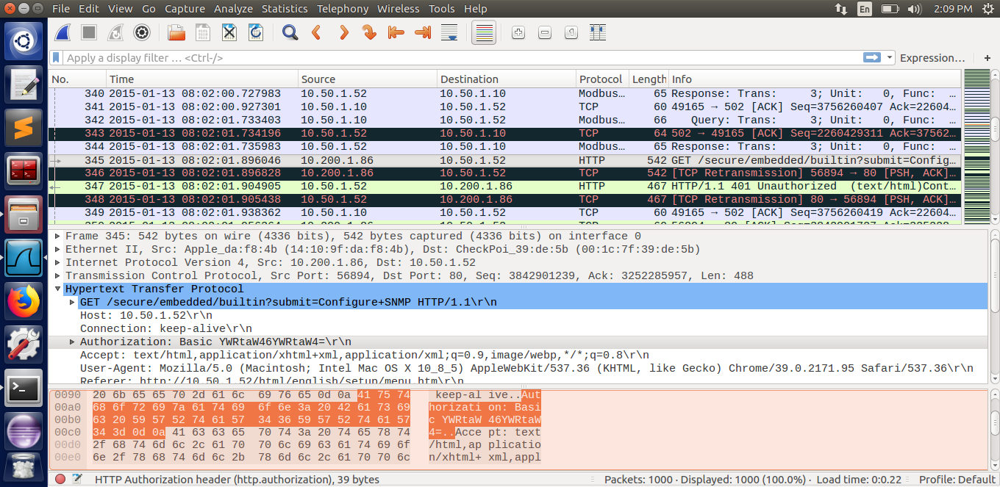 File Edit View Go Capture Analyze Statistics Telephony Wireless Tools Help En 2:09 PM
Apply a display filter … <Ctrl-/> Expression… +
No. Time Source Destination Protocol Length Info
340 2015-01-13 08:02:00.727983 10.50.1.52 10.50.1.10 Modbus… 65 Response: Trans: 3; Unit: 0, Func: …
341 2015-01-13 08:02:00.927301 10.50.1.10 10.50.1.52 TCP 60 49165 → 502 [ACK] Seq=3756260407 Ack=22604…
342 2015-01-13 08:02:01.733403 10.50.1.10 10.50.1.52 Modbus… 66 Query: Trans: 3; Unit: 0, Func: …
343 2015-01-13 08:02:01.734196 10.50.1.52 10.50.1.10 TCP 64 502 → 49165 [ACK] Seq=2260429311 Ack=37562…
344 2015-01-13 08:02:01.735983 10.50.1.52 10.50.1.10 Modbus… 65 Response: Trans: 3; Unit: 0, Func: …
345 2015-01-13 08:02:01.896046 10.200.1.86 10.50.1.52 HTTP 542 GET /secure/embedded/builtin?submit=Config…
346 2015-01-13 08:02:01.896828 10.200.1.86 10.50.1.52 TCP 542 [TCP Retransmission] 56894 → 80 [PSH, ACK]…
347 2015-01-13 08:02:01.904905 10.50.1.52 10.200.1.86 HTTP 467 HTTP/1.1 401 Unauthorized (text/html)Cont…
348 2015-01-13 08:02:01.905438 10.50.1.52 10.200.1.86 TCP 467 [TCP Retransmission] 80 → 56894 [PSH, ACK]…
349 2015-01-13 08:02:01.938362 10.50.1.10 10.50.1.52 TCP 60 49165 → 502 [ACK] Seq=3756260419 Ack=22604…
Frame 345: 542 bytes on wire (4336 bits), 542 bytes captured (4336 bits) on interface 0
Ethernet II, Src: Apple_da:f8:4b (14:10:9f:da:f8:4b), Dst: CheckPoi_39:de:5b (00:1c:7f:39:de:5b)
Internet Protocol Version 4, Src: 10.200.1.86, Dst: 10.50.1.52
Transmission Control Protocol, Src Port: 56894, Dst Port: 80, Seq: 3842901239, Ack: 3252285957, Len: 488
Hypertext Transfer Protocol
GET /secure/embedded/builtin?submit=Configure+SNMP HTTP/1.1\r\n
Host: 10.50.1.52\r\n
Connection: keep-alive\r\n
Authorization: Basic YWRtaW46YWRtaW4=\r\n
Accept: text/html,application/xhtml+xml,application/xml;q=0.9,image/webp,*/*;q=0.8\r\n
User-Agent: Mozilla/5.0 (Macintosh; Intel Mac OS X 10_8_5) AppleWebKit/537.36 (KHTML, like Gecko) Chrome/39.0.2171.95 Safari/537.36\r\n
Referer: http://10.50.1.52/html/english/setup/menu.htm\r\n
0090 20 6b 65 65 70 2d 61 6c 69 76 65 0d 0a 41 75 74 keep-al ive..Aut
00a0 68 6f 72 69 7a 61 74 69 6f 6e 3a 20 42 61 73 69 horizati on: Basi
00b0 63 20 59 57 52 74 61 57 34 36 59 57 52 74 61 57 c YWRtaW 46YWRtaW
00c0 34 3d 0d 0a 41 63 63 65 70 74 3a 20 74 65 78 74 4=..Acce pt: text
00d0 2f 68 74 6d 6c 2c 61 70 70 6c 69 63 61 74 69 6f /html,ap plicatio
00e0 6e 2f 78 68 74 6d 6c 2b 78 6d 6c 2c 61 70 70 6c n/xhtml+ xml,appl
HTTP Authorization header (http.authorization), 39 bytes Packets: 1000 · Displayed: 1000 (100.0%) · Load time: 0:0.22 Profile: Default